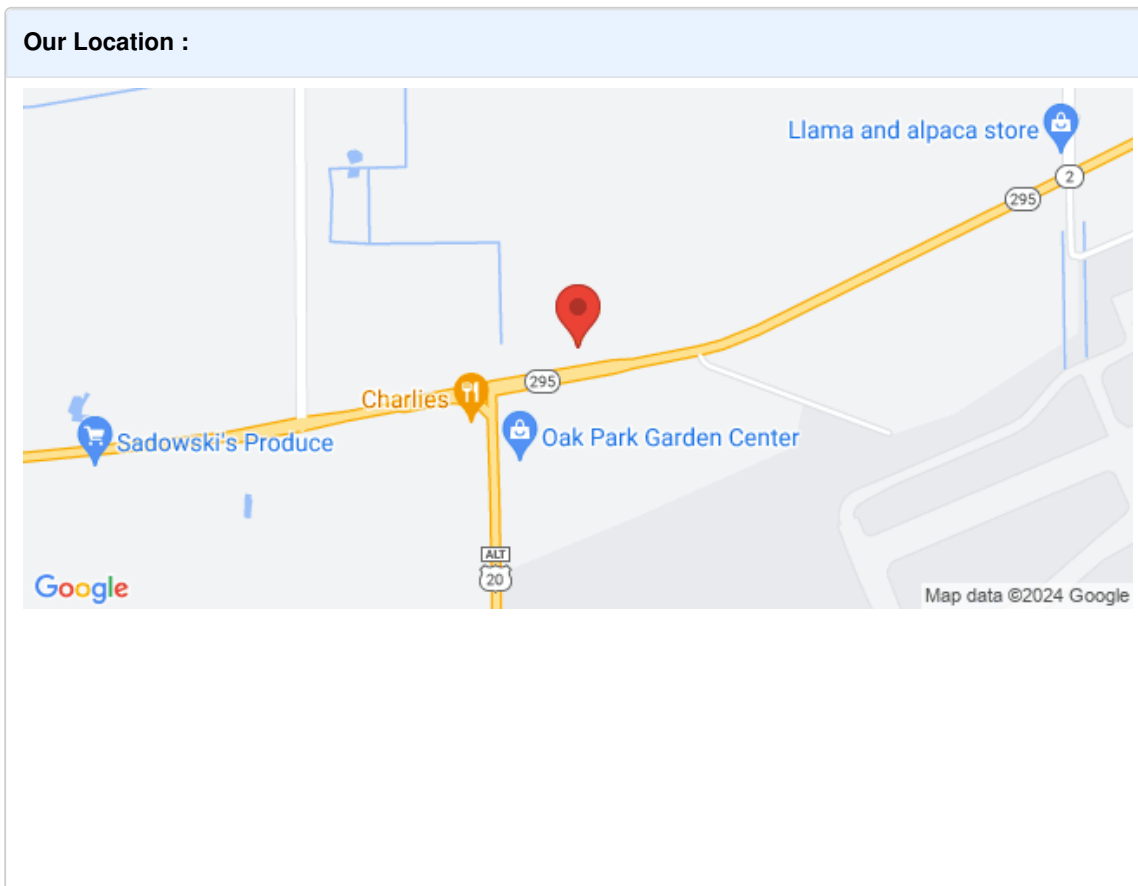 Our Location :
Llama and alpaca store
2
295
295
Charlies
Oak Park Garden Center
Sadowski's Produce
ALT
20
Google
Map data ©2024 Google